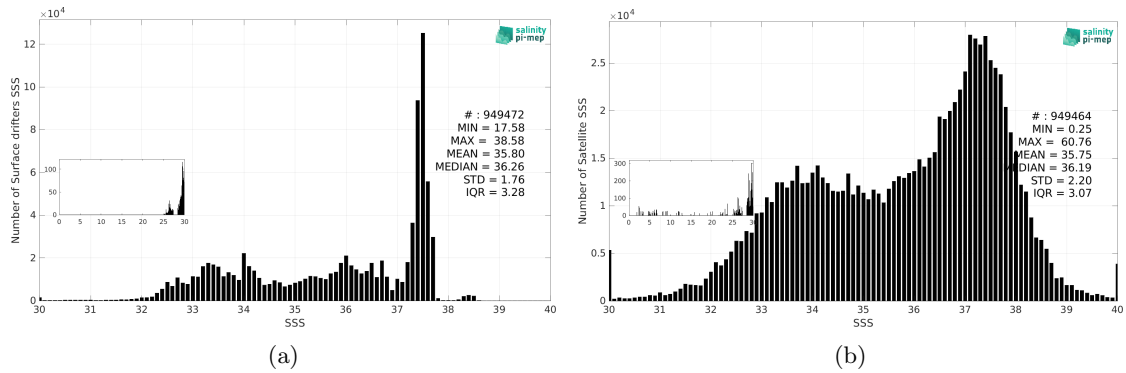 ×10⁴
salinity
pi-mep
Number of Surface drifters SSS
12
10
8
6
4
2
0
# : 949472
MIN = 17.58
MAX = 38.58
MEAN = 35.80
MEDIAN = 36.26
STD = 1.76
IQR = 3.28
100
50
0
0 5 10 15 20 25 30
30 31 32 33 34 35 36 37 38 39 40
SSS
(a)
×10⁴
salinity
pi-mep
Number of Satellite SSS
2.5
2
1.5
1
0.5
0
# : 949464
MIN = 0.25
MAX = 60.76
MEAN = 35.75
MEDIAN = 36.19
STD = 2.20
IQR = 3.07
300
200
100
0
0 5 10 15 20 25 30
30 31 32 33 34 35 36 37 38 39 40
SSS
(b)